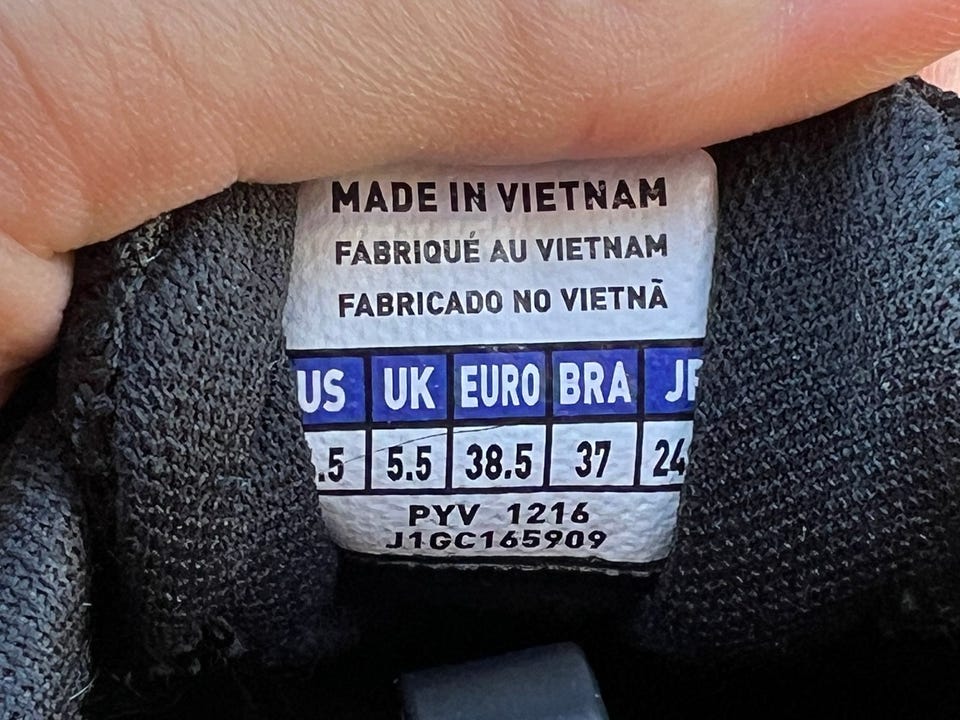 MADE IN VIETNAM
FABRIQUÉ AU VIETNAM
FABRICADO NO VIETNÃ
US UK EURO BRA
5.5 38.5 37
PYV 1216
J1GC165909